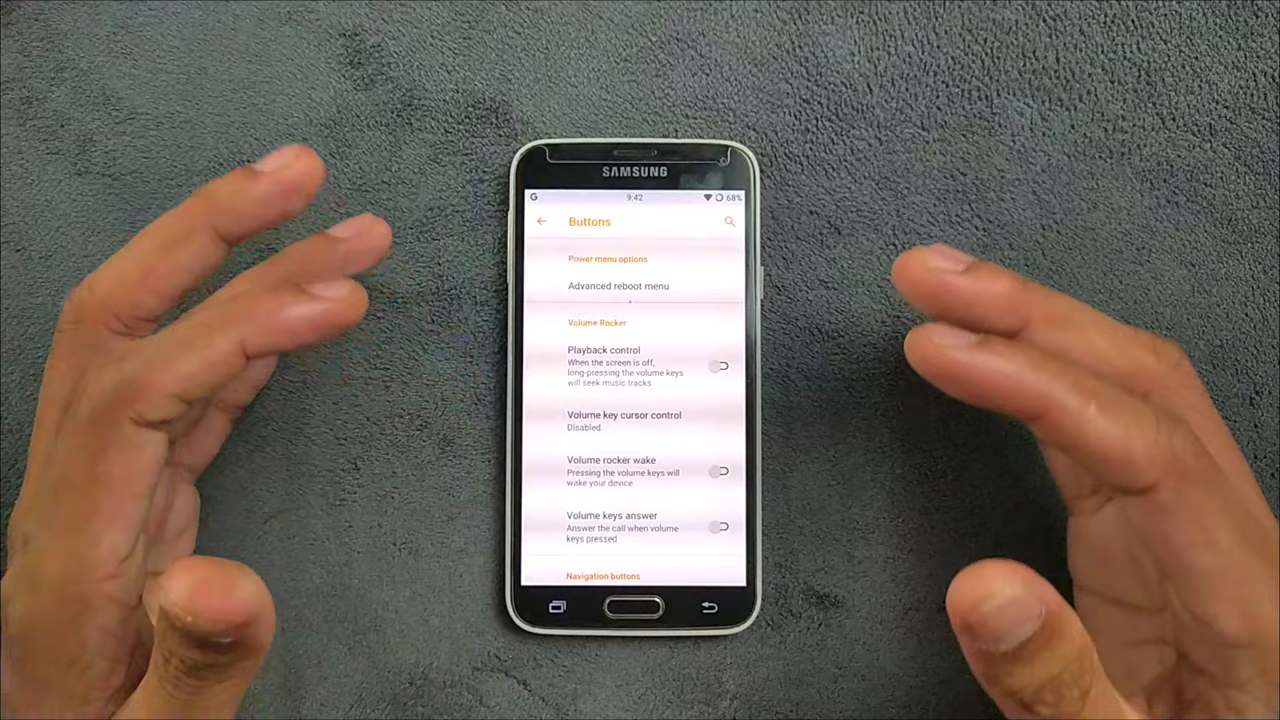 SAMSUNG
G 9:42 68%
Buttons
Power menu options
Advanced reboot menu
Volume Rocker
Playback control
When the screen is off,
long-pressing the volume keys
will seek music tracks
Volume key cursor control
Disabled
Volume rocker wake
Pressing the volume keys will
wake your device
Volume keys answer
Answer the call when volume
keys pressed
Navigation buttons